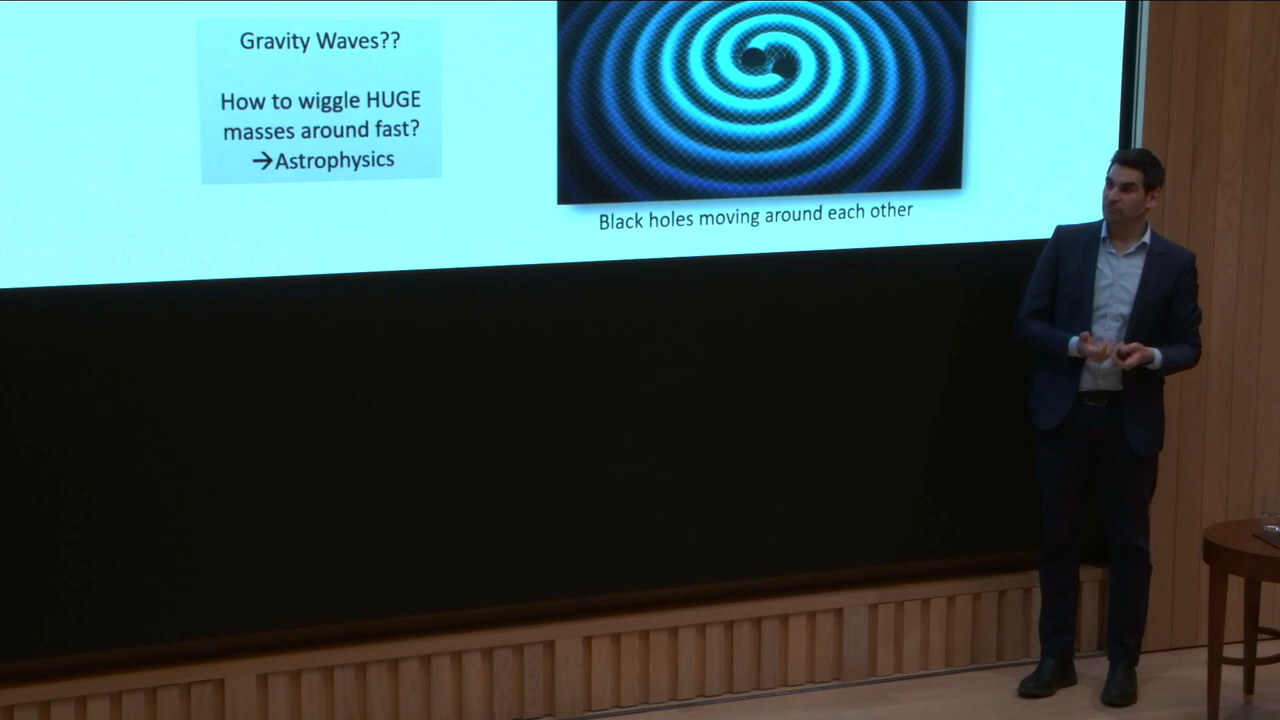 Gravity Waves??
How to wiggle HUGE
masses around fast?
→Astrophysics
Black holes moving around each other